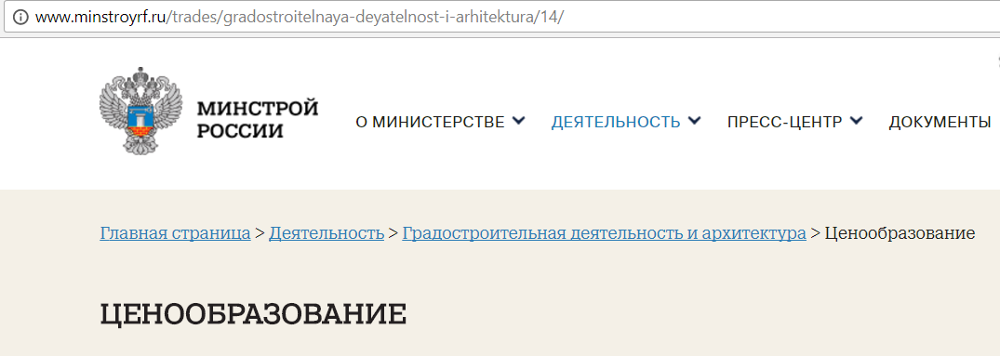 www.minstroyrf.ru/trades/gradostroitelnaya-deyatelnost-i-arhitektura/14/
МИНСТРОЙ
РОССИИ
О МИНИСТЕРСТВЕ ДЕЯТЕЛЬНОСТЬ ПРЕСС-ЦЕНТР ДОКУМЕНТЫ
Главная страница > Деятельность > Градостроительная деятельность и архитектура > Ценообразование
ЦЕНООБРАЗОВАНИЕ